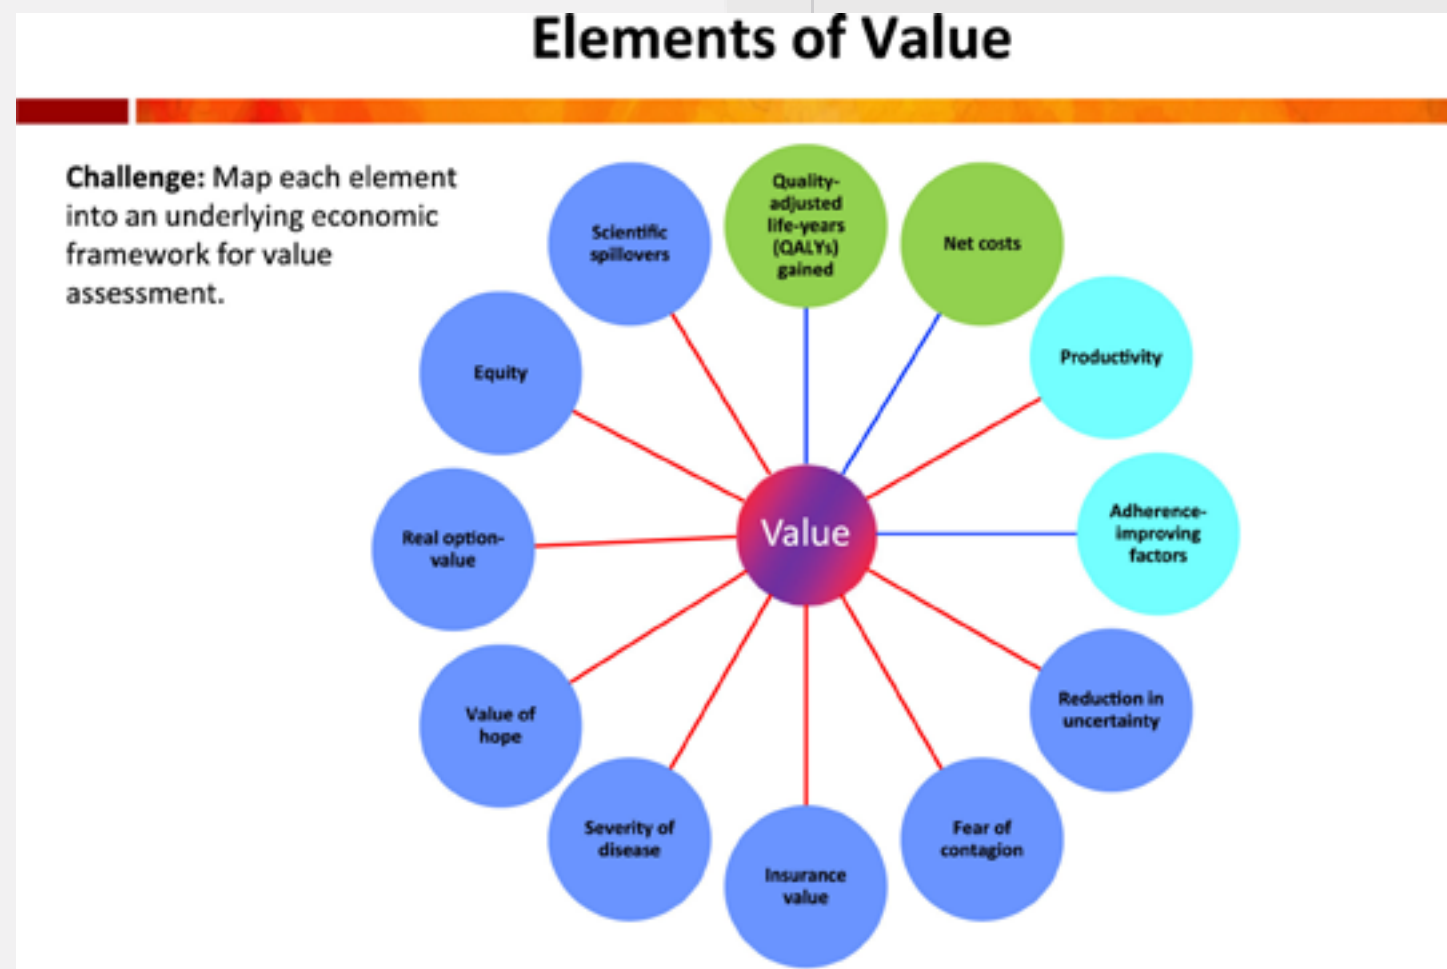 Elements of Value
Challenge: Map each element
into an underlying economic
framework for value
assessment.
Quality-
adjusted
life-years
(QALYs)
gained
Net costs
Productivity
Adherence-
improving
factors
Reduction in
uncertainty
Fear of
contagion
Insurance
value
Severity of
disease
Value of
hope
Real option-
value
Equity
Scientific
spillovers
Value